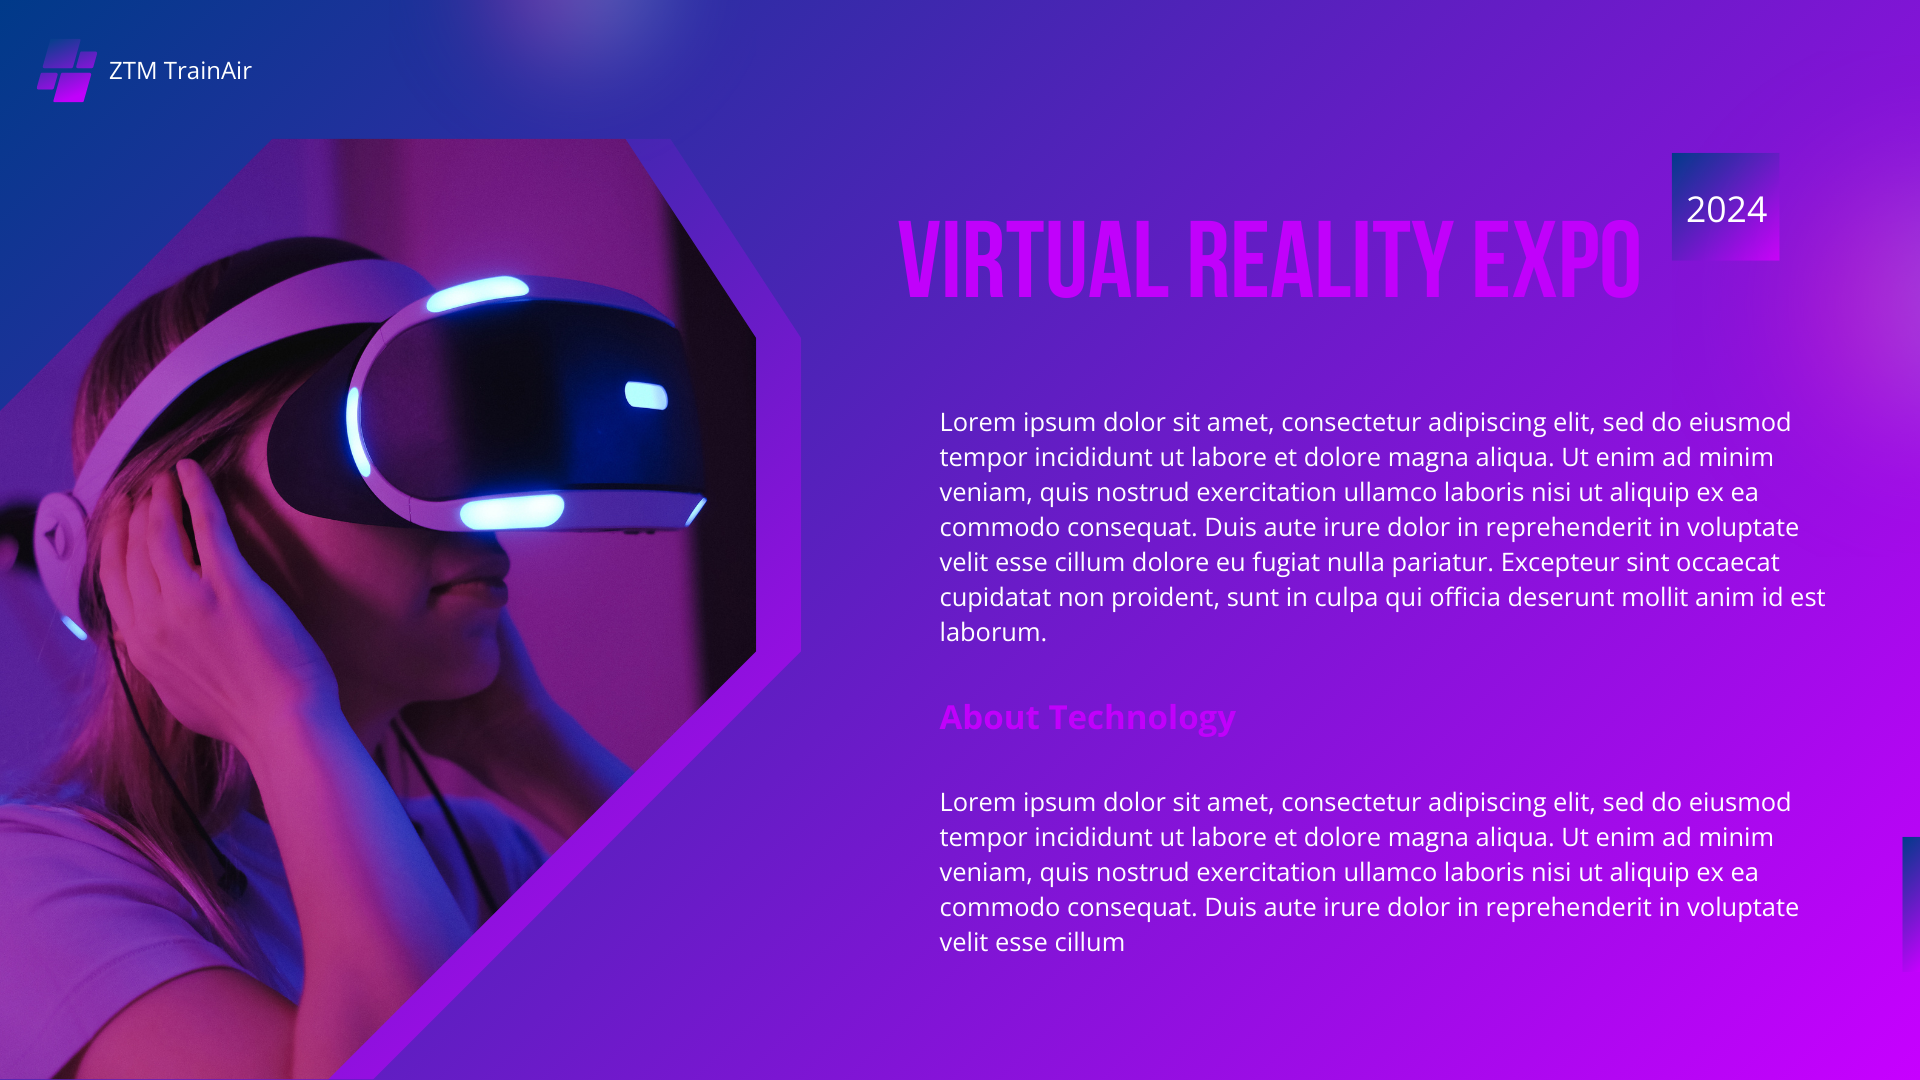 ZTM TrainAir
2024
VIRTUAL REALITY EXPO
Lorem ipsum dolor sit amet, consectetur adipiscing elit, sed do eiusmod
tempor incididunt ut labore et dolore magna aliqua. Ut enim ad minim
veniam, quis nostrud exercitation ullamco laboris nisi ut aliquip ex ea
commodo consequat. Duis aute irure dolor in reprehenderit in voluptate
velit esse cillum dolore eu fugiat nulla pariatur. Excepteur sint occaecat
cupidatat non proident, sunt in culpa qui officia deserunt mollit anim id est
laborum.
About Technology
Lorem ipsum dolor sit amet, consectetur adipiscing elit, sed do eiusmod
tempor incididunt ut labore et dolore magna aliqua. Ut enim ad minim
veniam, quis nostrud exercitation ullamco laboris nisi ut aliquip ex ea
commodo consequat. Duis aute irure dolor in reprehenderit in voluptate
velit esse cillum